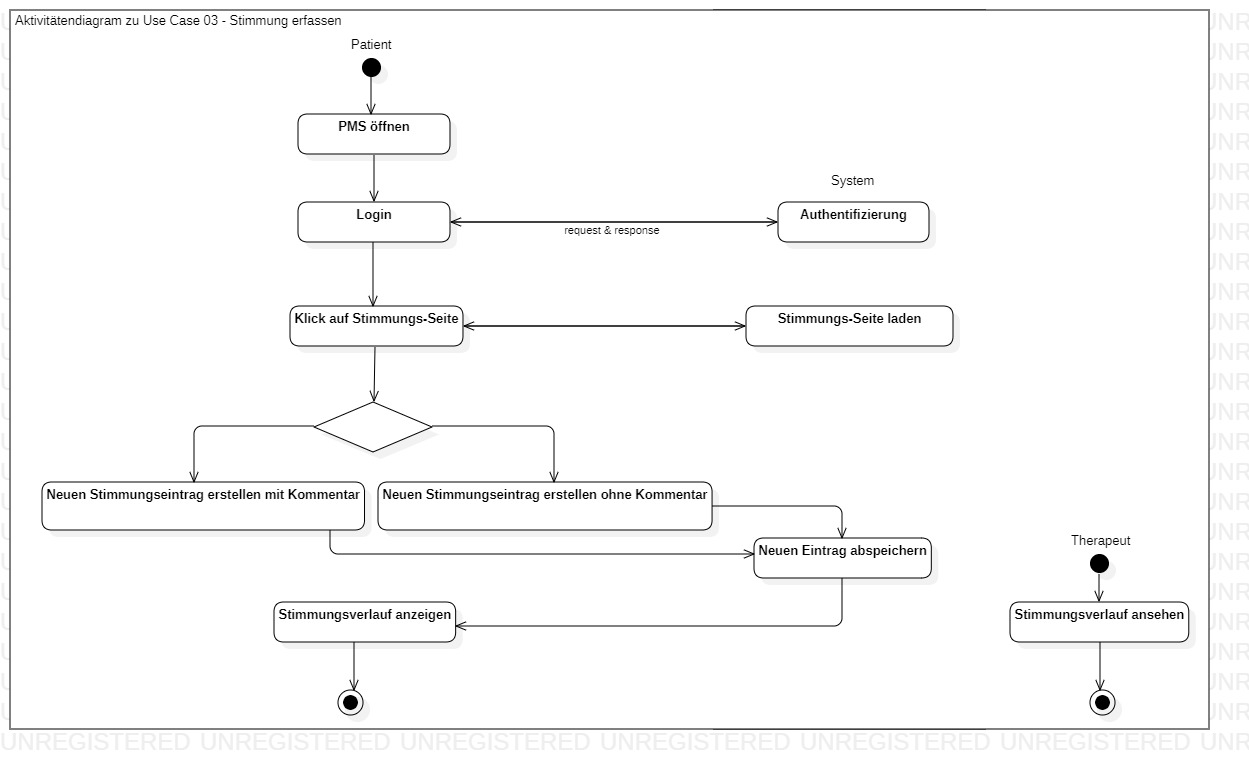 Aktivitätendiagram zu Use Case 03 - Stimmung erfassen
Patient
PMS öffnen
System
Login
Authentifizierung
request & response
Klick auf Stimmungs-Seite
Stimmungs-Seite laden
Neuen Stimmungseintrag erstellen mit Kommentar
Neuen Stimmungseintrag erstellen ohne Kommentar
Neuen Eintrag abspeichern
Therapeut
Stimmungsverlauf anzeigen
Stimmungsverlauf ansehen
UNREGISTERED UNREGISTERED UNREGISTERED UNREGISTERED UNREGISTERED UNREGISTERED UNR